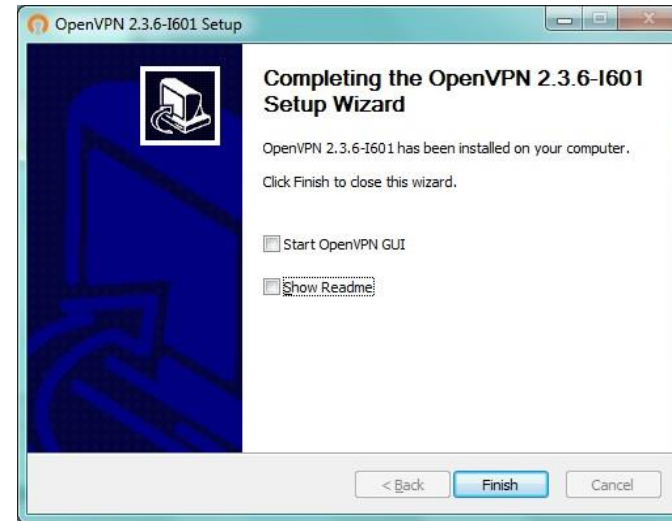 OpenVPN 2.3.6-I601 Setup
Completing the OpenVPN 2.3.6-I601
Setup Wizard
OpenVPN 2.3.6-I601 has been installed on your computer.
Click Finish to close this wizard.
Start OpenVPN GUI
Show Readme
< Back
Finish
Cancel